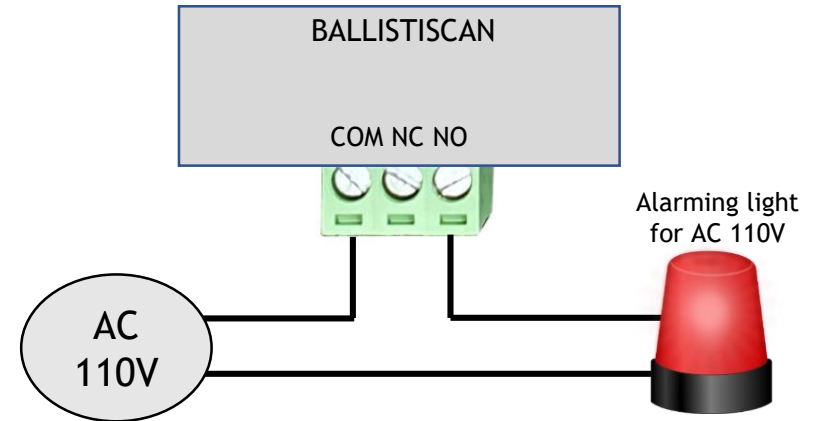 BALLISTISCAN
COM NC NO
Alarming light
for AC 110V
AC
110V